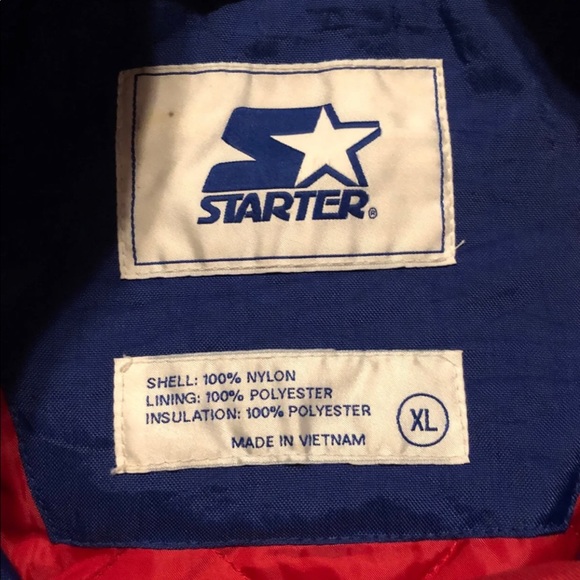 STARTER®
SHELL: 100% NYLON
LINING: 100% POLYESTER
INSULATION: 100% POLYESTER
MADE IN VIETNAM
XL